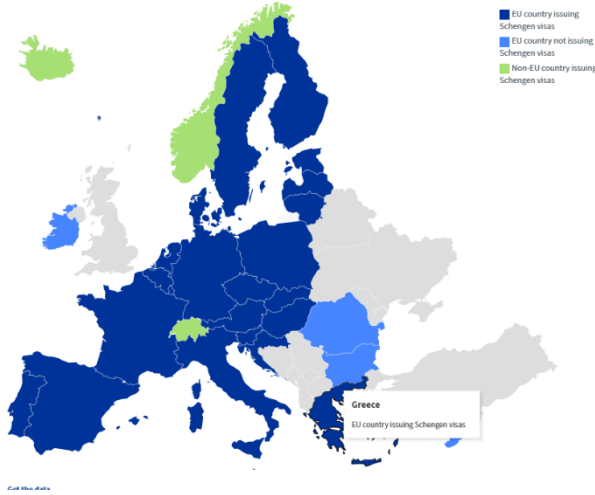 EU country issuing
Schengen visas
EU country not issuing
Schengen visas
Non-EU country issuing
Schengen visas
Greece
EU country issuing Schengen visas
Get the data